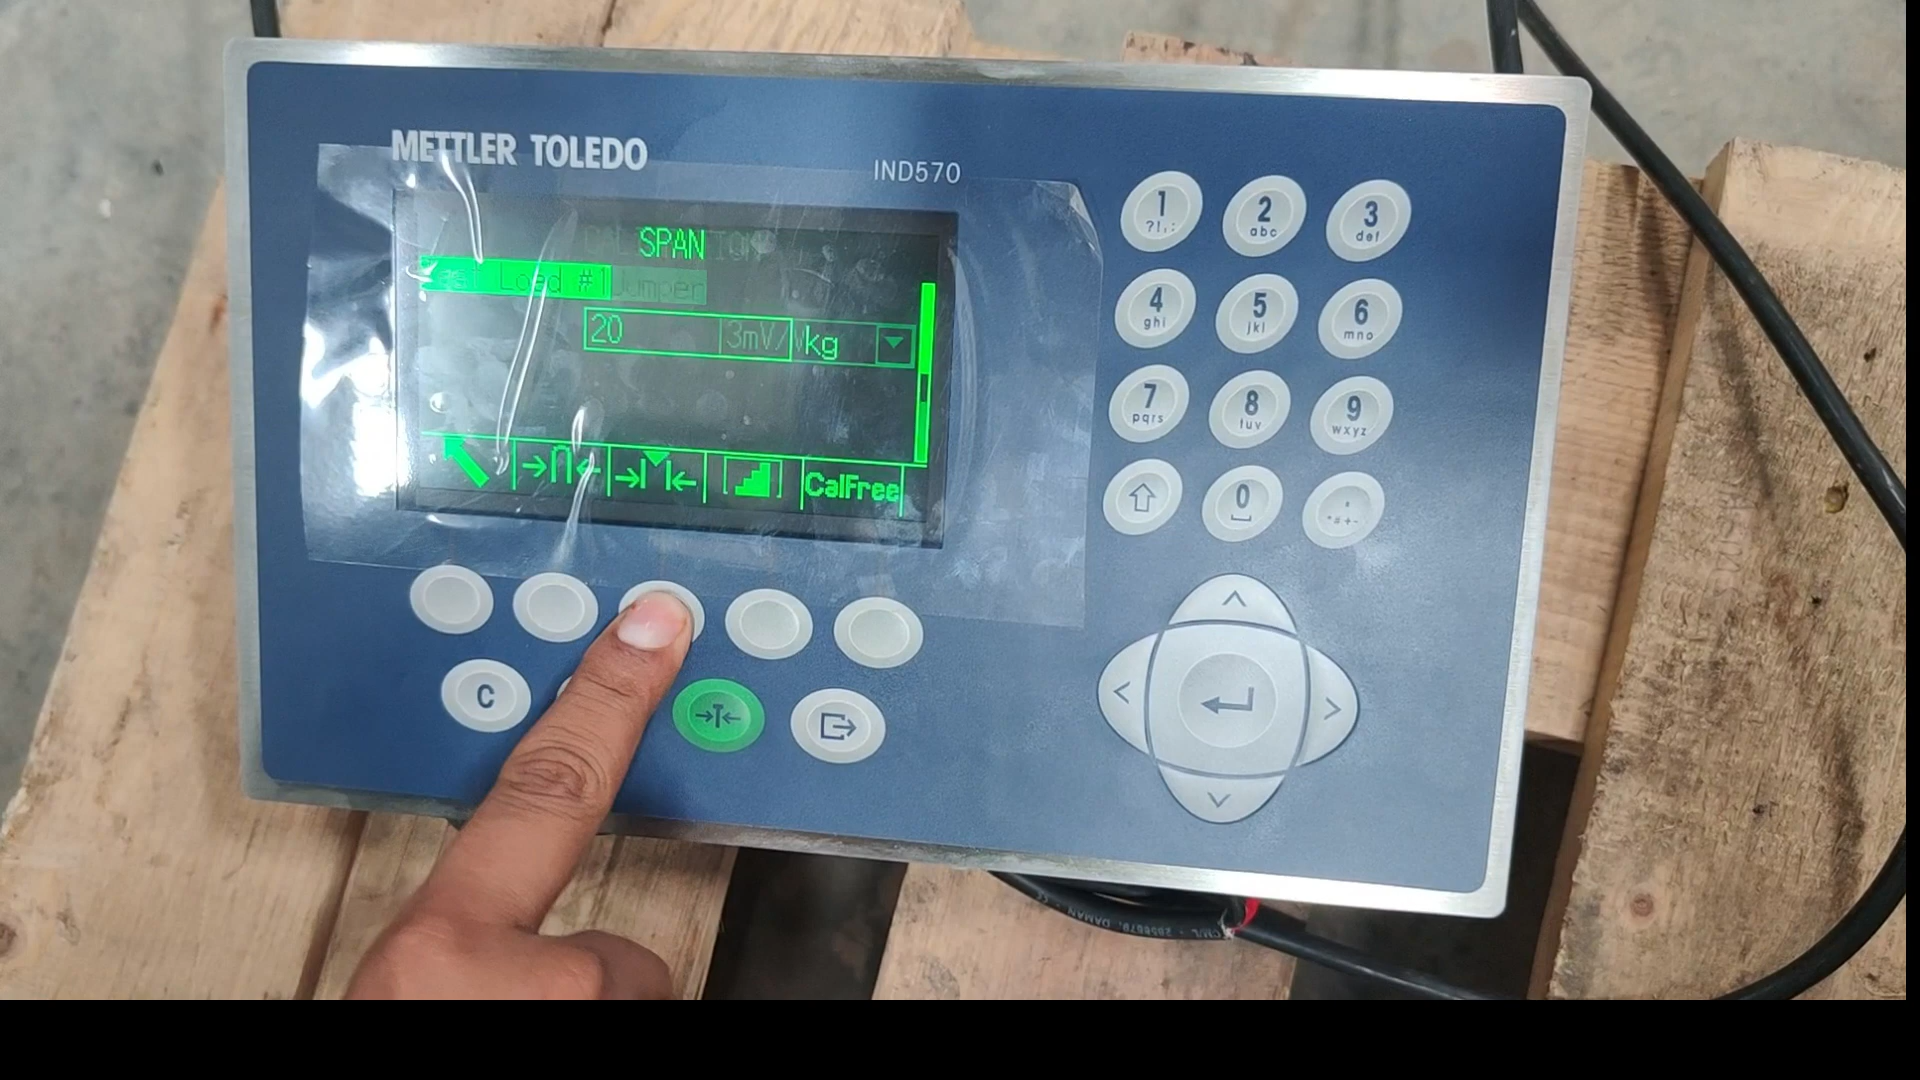 METTLER TOLEDO
IND570
SPAN
Load #1
Jumper
20
3mV/V
kg
CalFree
1
?!,:
2
abc
3
def
4
ghi
5
jkl
6
mno
7
pqrs
8
tuv
9
wxyz
0
*#+-
C